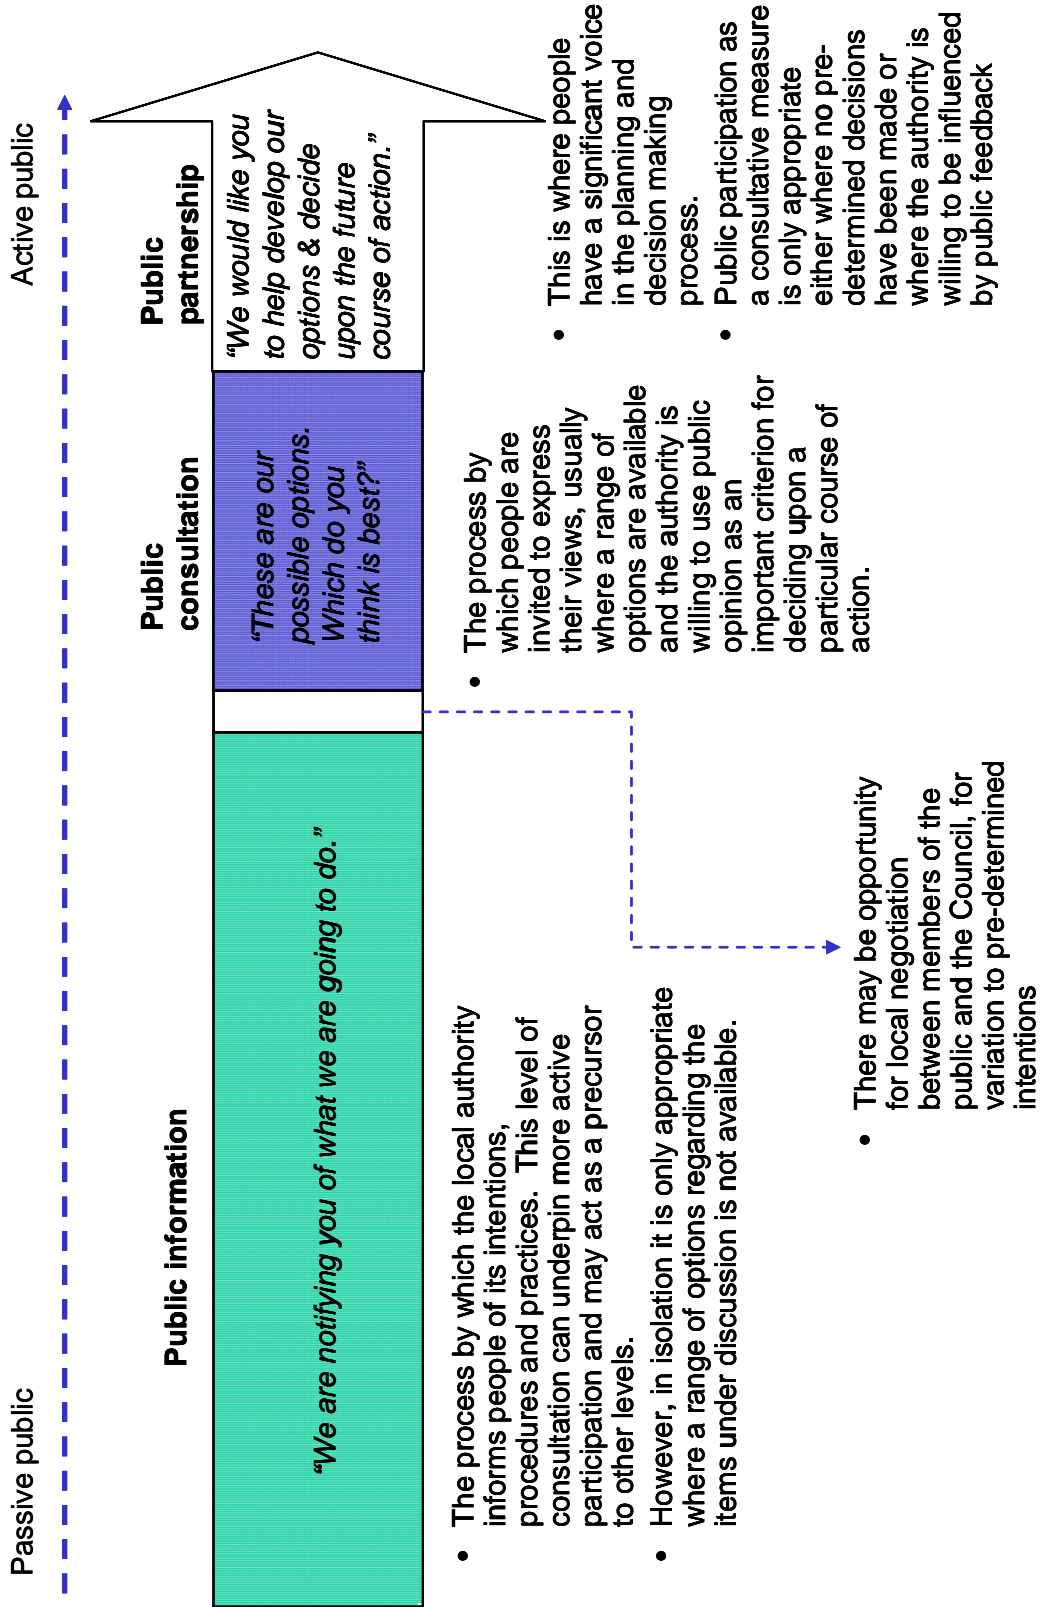 Passive public
Active public
Public information
Public
consultation
Public
partnership
“We are notifying you of what we are going to do.”
“These are our
possible options.
Which do you
think is best?”
“We would like you
to help develop our
options & decide
upon the future
course of action.”
• The process by which the local authority
informs people of its intentions,
procedures and practices. This level of
consultation can underpin more active
participation and may act as a precursor
to other levels.
• However, in isolation it is only appropriate
where a range of options regarding the
items under discussion is not available.
• There may be opportunity
for local negotiation
between members of the
public and the Council, for
variation to pre-determined
intentions
• The process by
which people are
invited to express
their views, usually
where a range of
options are available
and the authority is
willing to use public
opinion as an
important criterion for
deciding upon a
particular course of
action.
• This is where people
have a significant voice
in the planning and
decision making
process.
• Public participation as
a consultative measure
is only appropriate
either where no pre-
determined decisions
have been made or
where the authority is
willing to be influenced
by public feedback